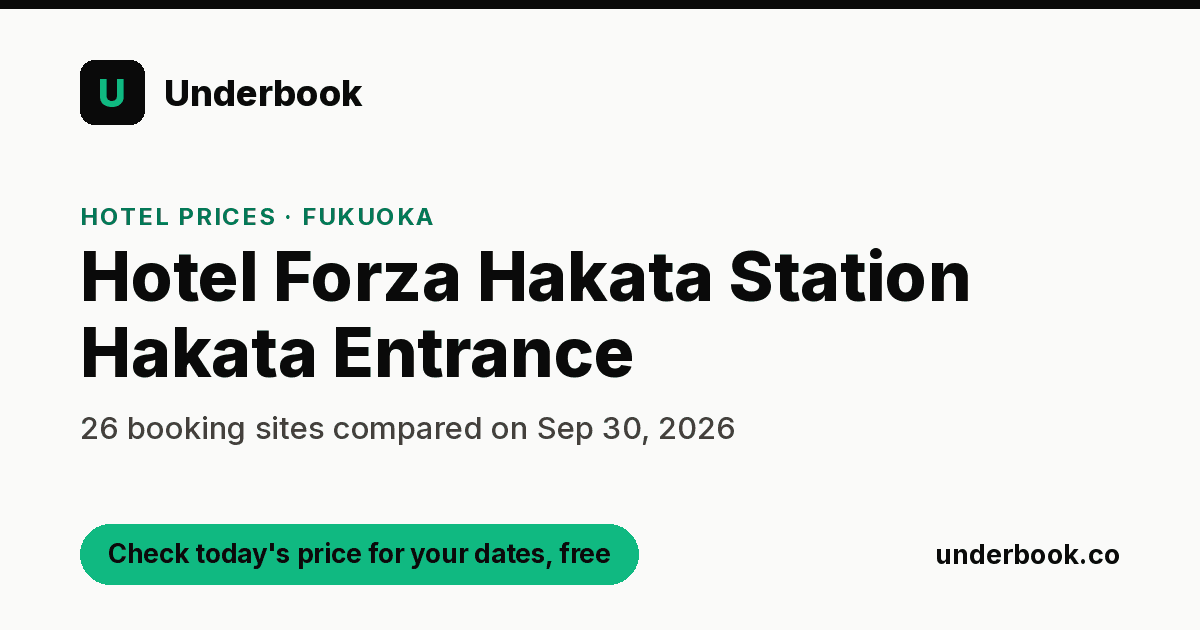 U Underbook
HOTEL PRICES · FUKUOKA
Hotel Forza Hakata Station
Hakata Entrance
26 booking sites compared on Sep 30, 2026
Check today's price for your dates, free
underbook.co